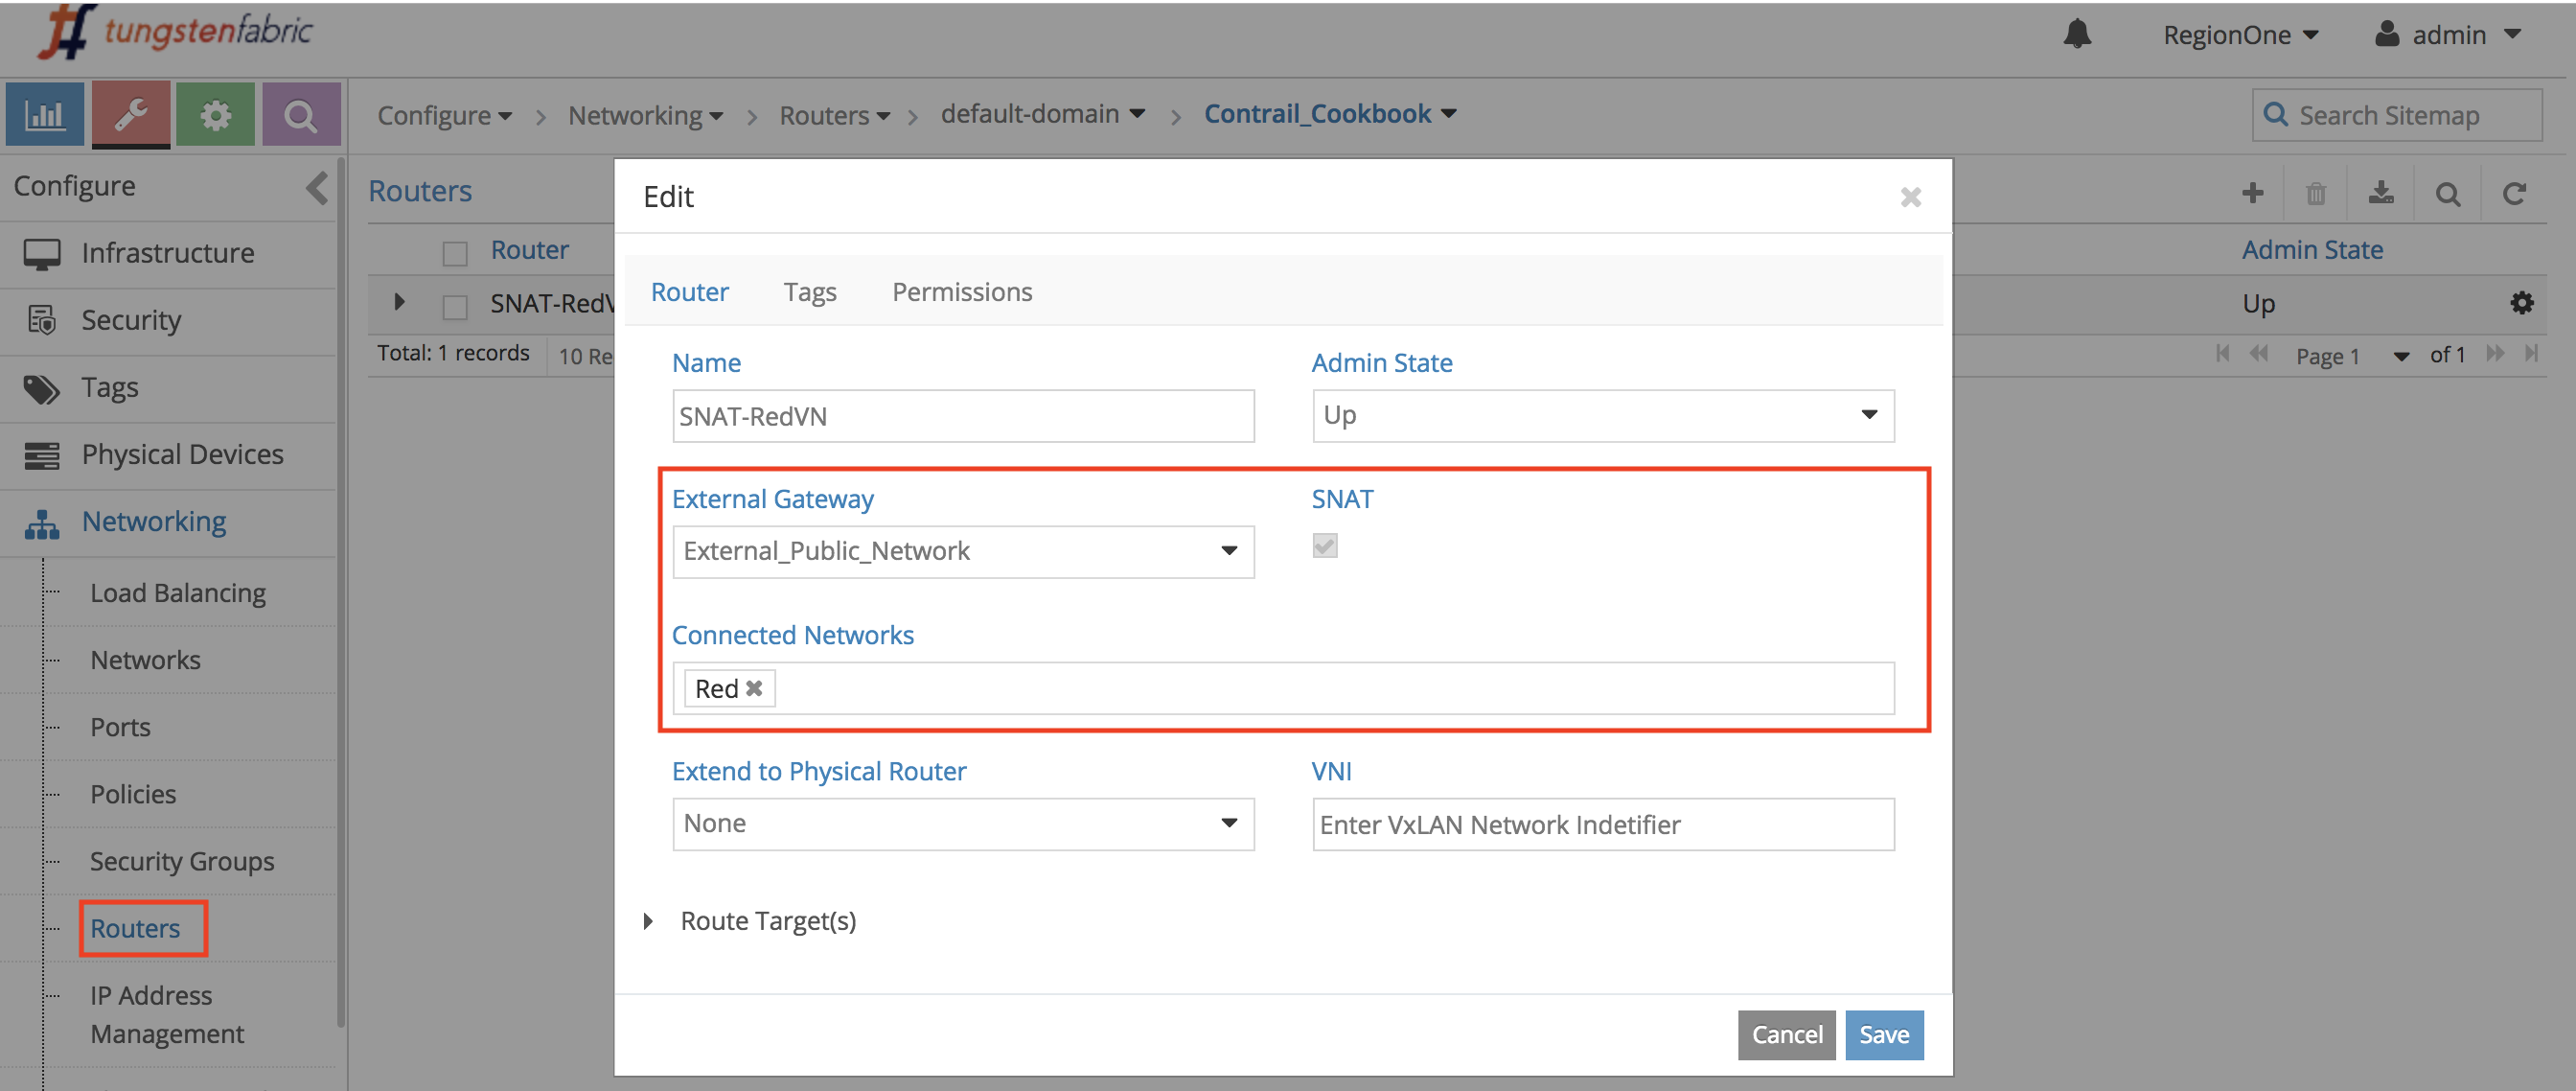 tungstenfabric
RegionOne
admin
Configure > Networking > Routers > default-domain > Contrail_Cookbook
Search Sitemap
Configure
Infrastructure
Security
Tags
Physical Devices
Networking
Load Balancing
Networks
Ports
Policies
Security Groups
Routers
IP Address
Management
Routers
Router
Admin State
SNAT-RedV
Up
Total: 1 records
10 Re
Page 1
of 1
Edit
Router
Tags
Permissions
Name
Admin State
SNAT-RedVN
Up
External Gateway
SNAT
External_Public_Network
Connected Networks
Red
Extend to Physical Router
VNI
None
Enter VxLAN Network Indetifier
Route Target(s)
Cancel
Save